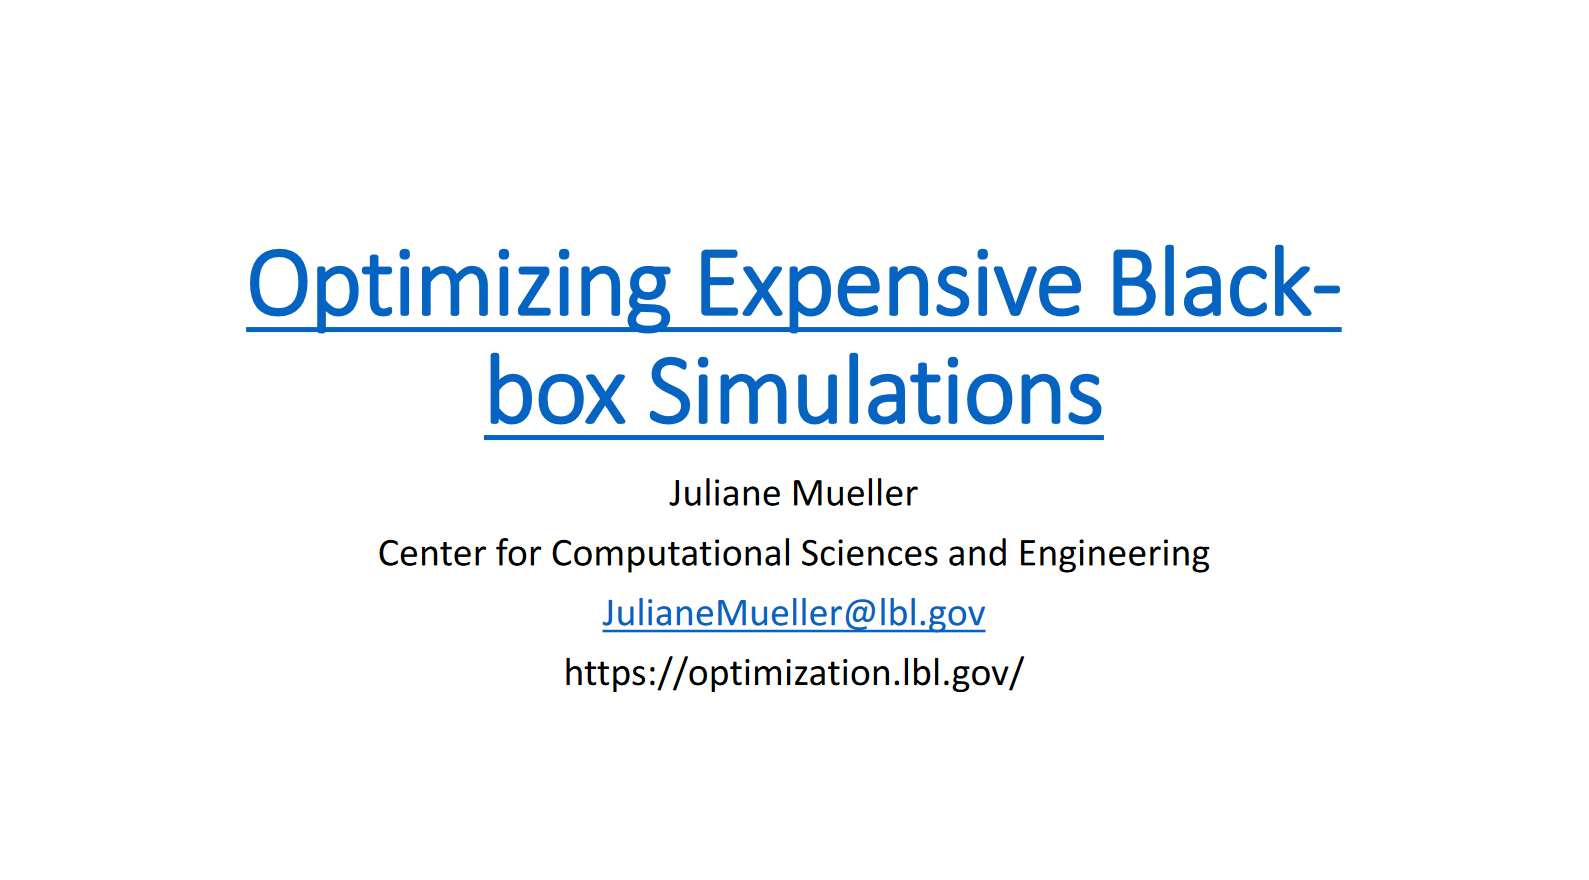 Optimizing Expensive Black-
box Simulations
Juliane Mueller
Center for Computational Sciences and Engineering
JulianeMueller@lbl.gov
https://optimization.lbl.gov/